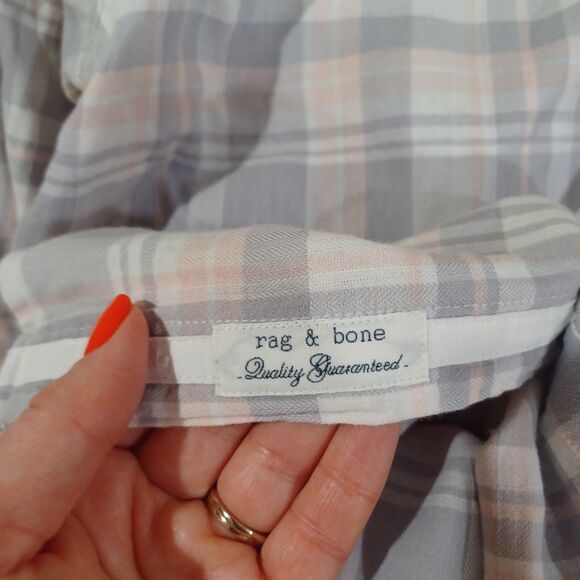 rag & bone
- Quality Guaranteed -